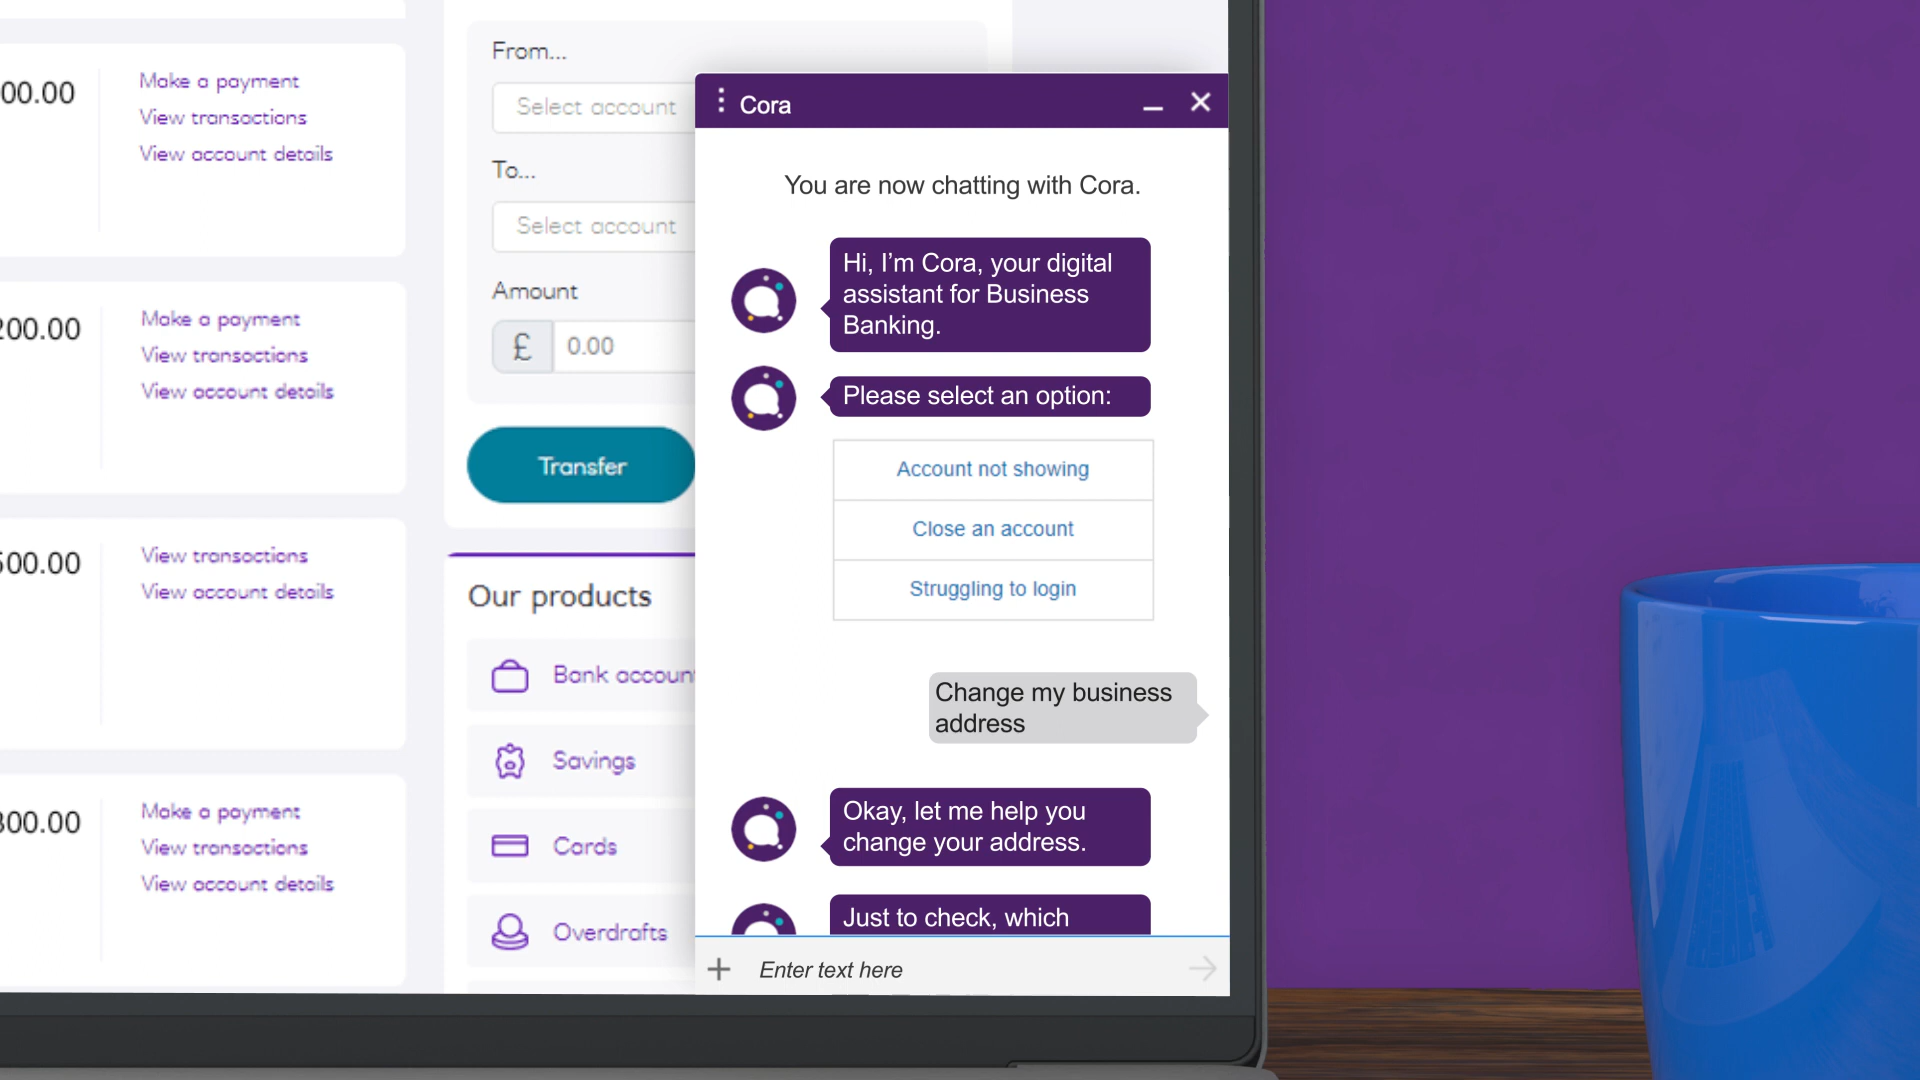 00.00
Make a payment
View transactions
View account details
200.00
Make a payment
View transactions
View account details
500.00
View transactions
View account details
300.00
Make a payment
View transactions
View account details
From...
Select account
To...
Select account
Amount
£ 0.00
Transfer
Our products
Bank account
Savings
Cards
Overdrafts
Cora
You are now chatting with Cora.
Hi, I’m Cora, your digital
assistant for Business
Banking.
Please select an option:
Account not showing
Close an account
Struggling to login
Change my business
address
Okay, let me help you
change your address.
Just to check, which
Enter text here